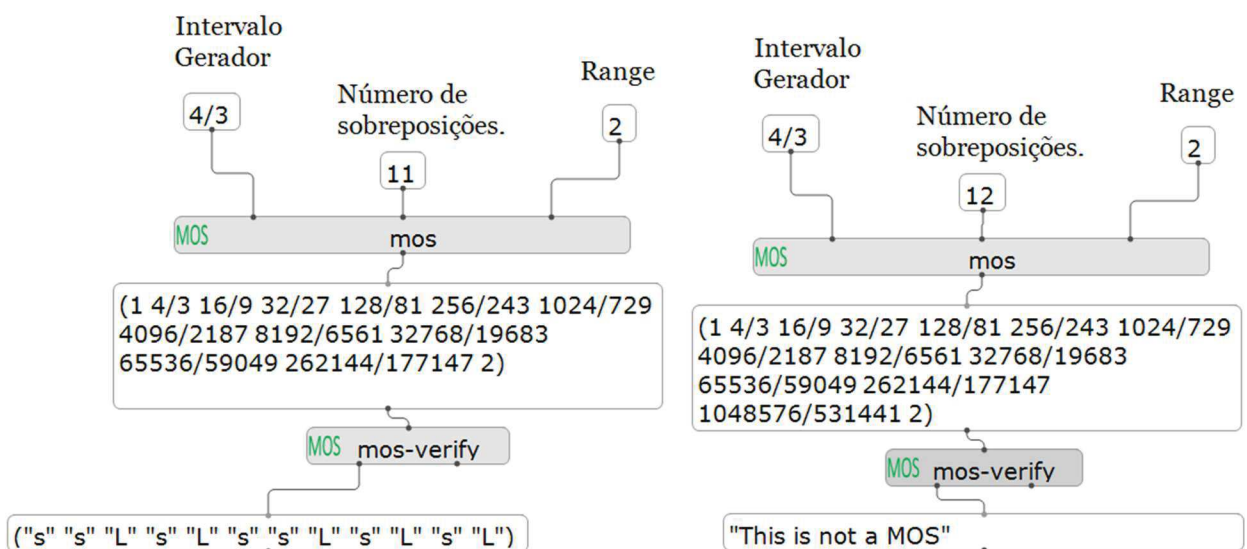 Intervalo
Gerador
Número de
sobreposições.
Range
4/3
11
2
MOS mos
(1 4/3 16/9 32/27 128/81 256/243 1024/729
4096/2187 8192/6561 32768/19683
65536/59049 262144/177147 2)
MOS mos-verify
("s" "s" "L" "s" "L" "s" "s" "L" "s" "L" "s" "L")
Intervalo
Gerador
Número de
sobreposições.
Range
4/3
12
2
MOS mos
(1 4/3 16/9 32/27 128/81 256/243 1024/729
4096/2187 8192/6561 32768/19683
65536/59049 262144/177147
1048576/531441 2)
MOS mos-verify
"This is not a MOS"